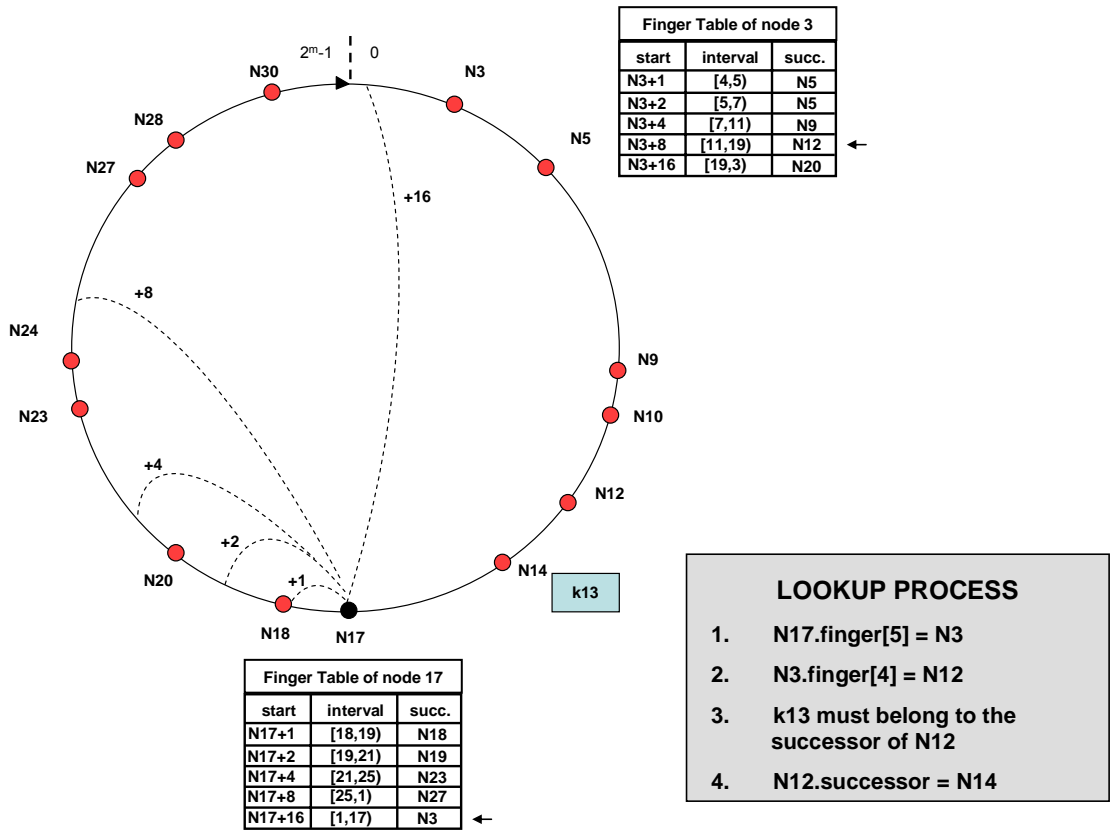 2ᵐ-1 0
N30
N3
N28
N5
N27
+16
+8
N24
N9
N23
N10
+4
N12
+2
N20
N14
+1
k13
N18
N17
Finger Table of node 3
start interval succ.
N3+1 [4,5) N5
N3+2 [5,7) N5
N3+4 [7,11) N9
N3+8 [11,19) N12
N3+16 [19,3) N20
Finger Table of node 17
start interval succ.
N17+1 [18,19) N18
N17+2 [19,21) N19
N17+4 [21,25) N23
N17+8 [25,1) N27
N17+16 [1,17) N3
LOOKUP PROCESS
1. N17.finger[5] = N3
2. N3.finger[4] = N12
3. k13 must belong to the
successor of N12
4. N12.successor = N14